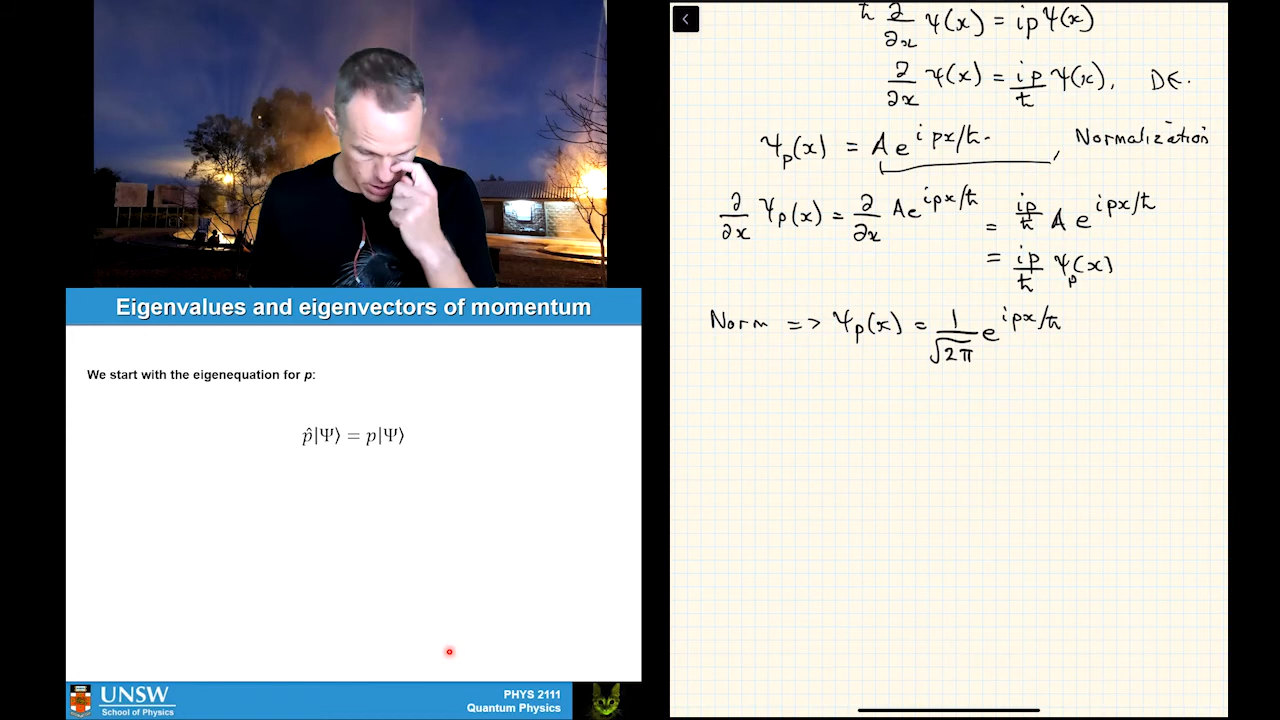 Eigenvalues and eigenvectors of momentum
We start with the eigenequation for p:
p̂|Ψ⟩ = p|Ψ⟩
UNSW
School of Physics
PHYS 2111
Quantum Physics
ħ ∂/∂x Ψ(x) = ipΨ(x)
∂/∂x Ψ(x) = ip/ħ Ψ(x), DE.
Ψₚ(x) = A e^{ipx/ħ}. Normalization
∂/∂x Ψₚ(x) = ∂/∂x Ae^{ipx/ħ} = ip/ħ A e^{ipx/ħ}
= ip/ħ Ψₚ(x)
Norm => Ψₚ(x) = 1/√2π e^{ipx/ħ}